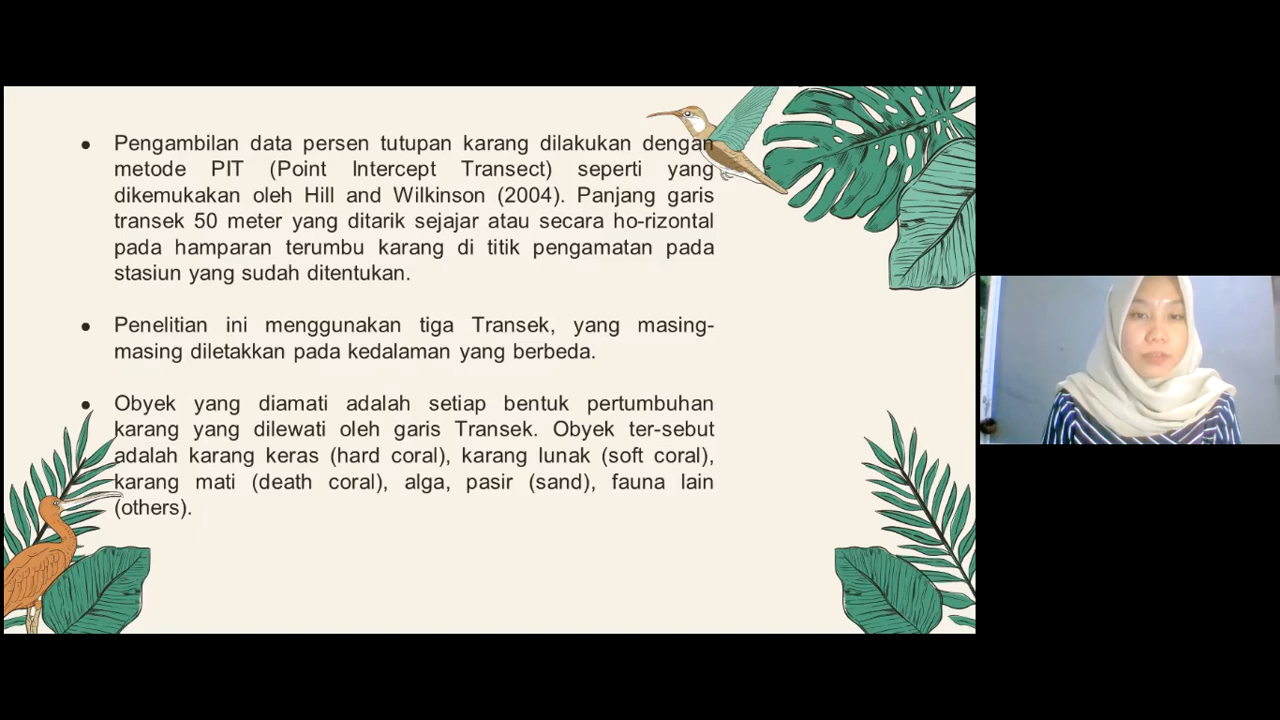 ● Pengambilan data persen tutupan karang dilakukan dengan
metode PIT (Point Intercept Transect) seperti yang
dikemukakan oleh Hill and Wilkinson (2004). Panjang garis
transek 50 meter yang ditarik sejajar atau secara ho-rizontal
pada hamparan terumbu karang di titik pengamatan pada
stasiun yang sudah ditentukan.
● Penelitian ini menggunakan tiga Transek, yang masing-
masing diletakkan pada kedalaman yang berbeda.
● Obyek yang diamati adalah setiap bentuk pertumbuhan
karang yang dilewati oleh garis Transek. Obyek ter-sebut
adalah karang keras (hard coral), karang lunak (soft coral),
karang mati (death coral), alga, pasir (sand), fauna lain
(others).